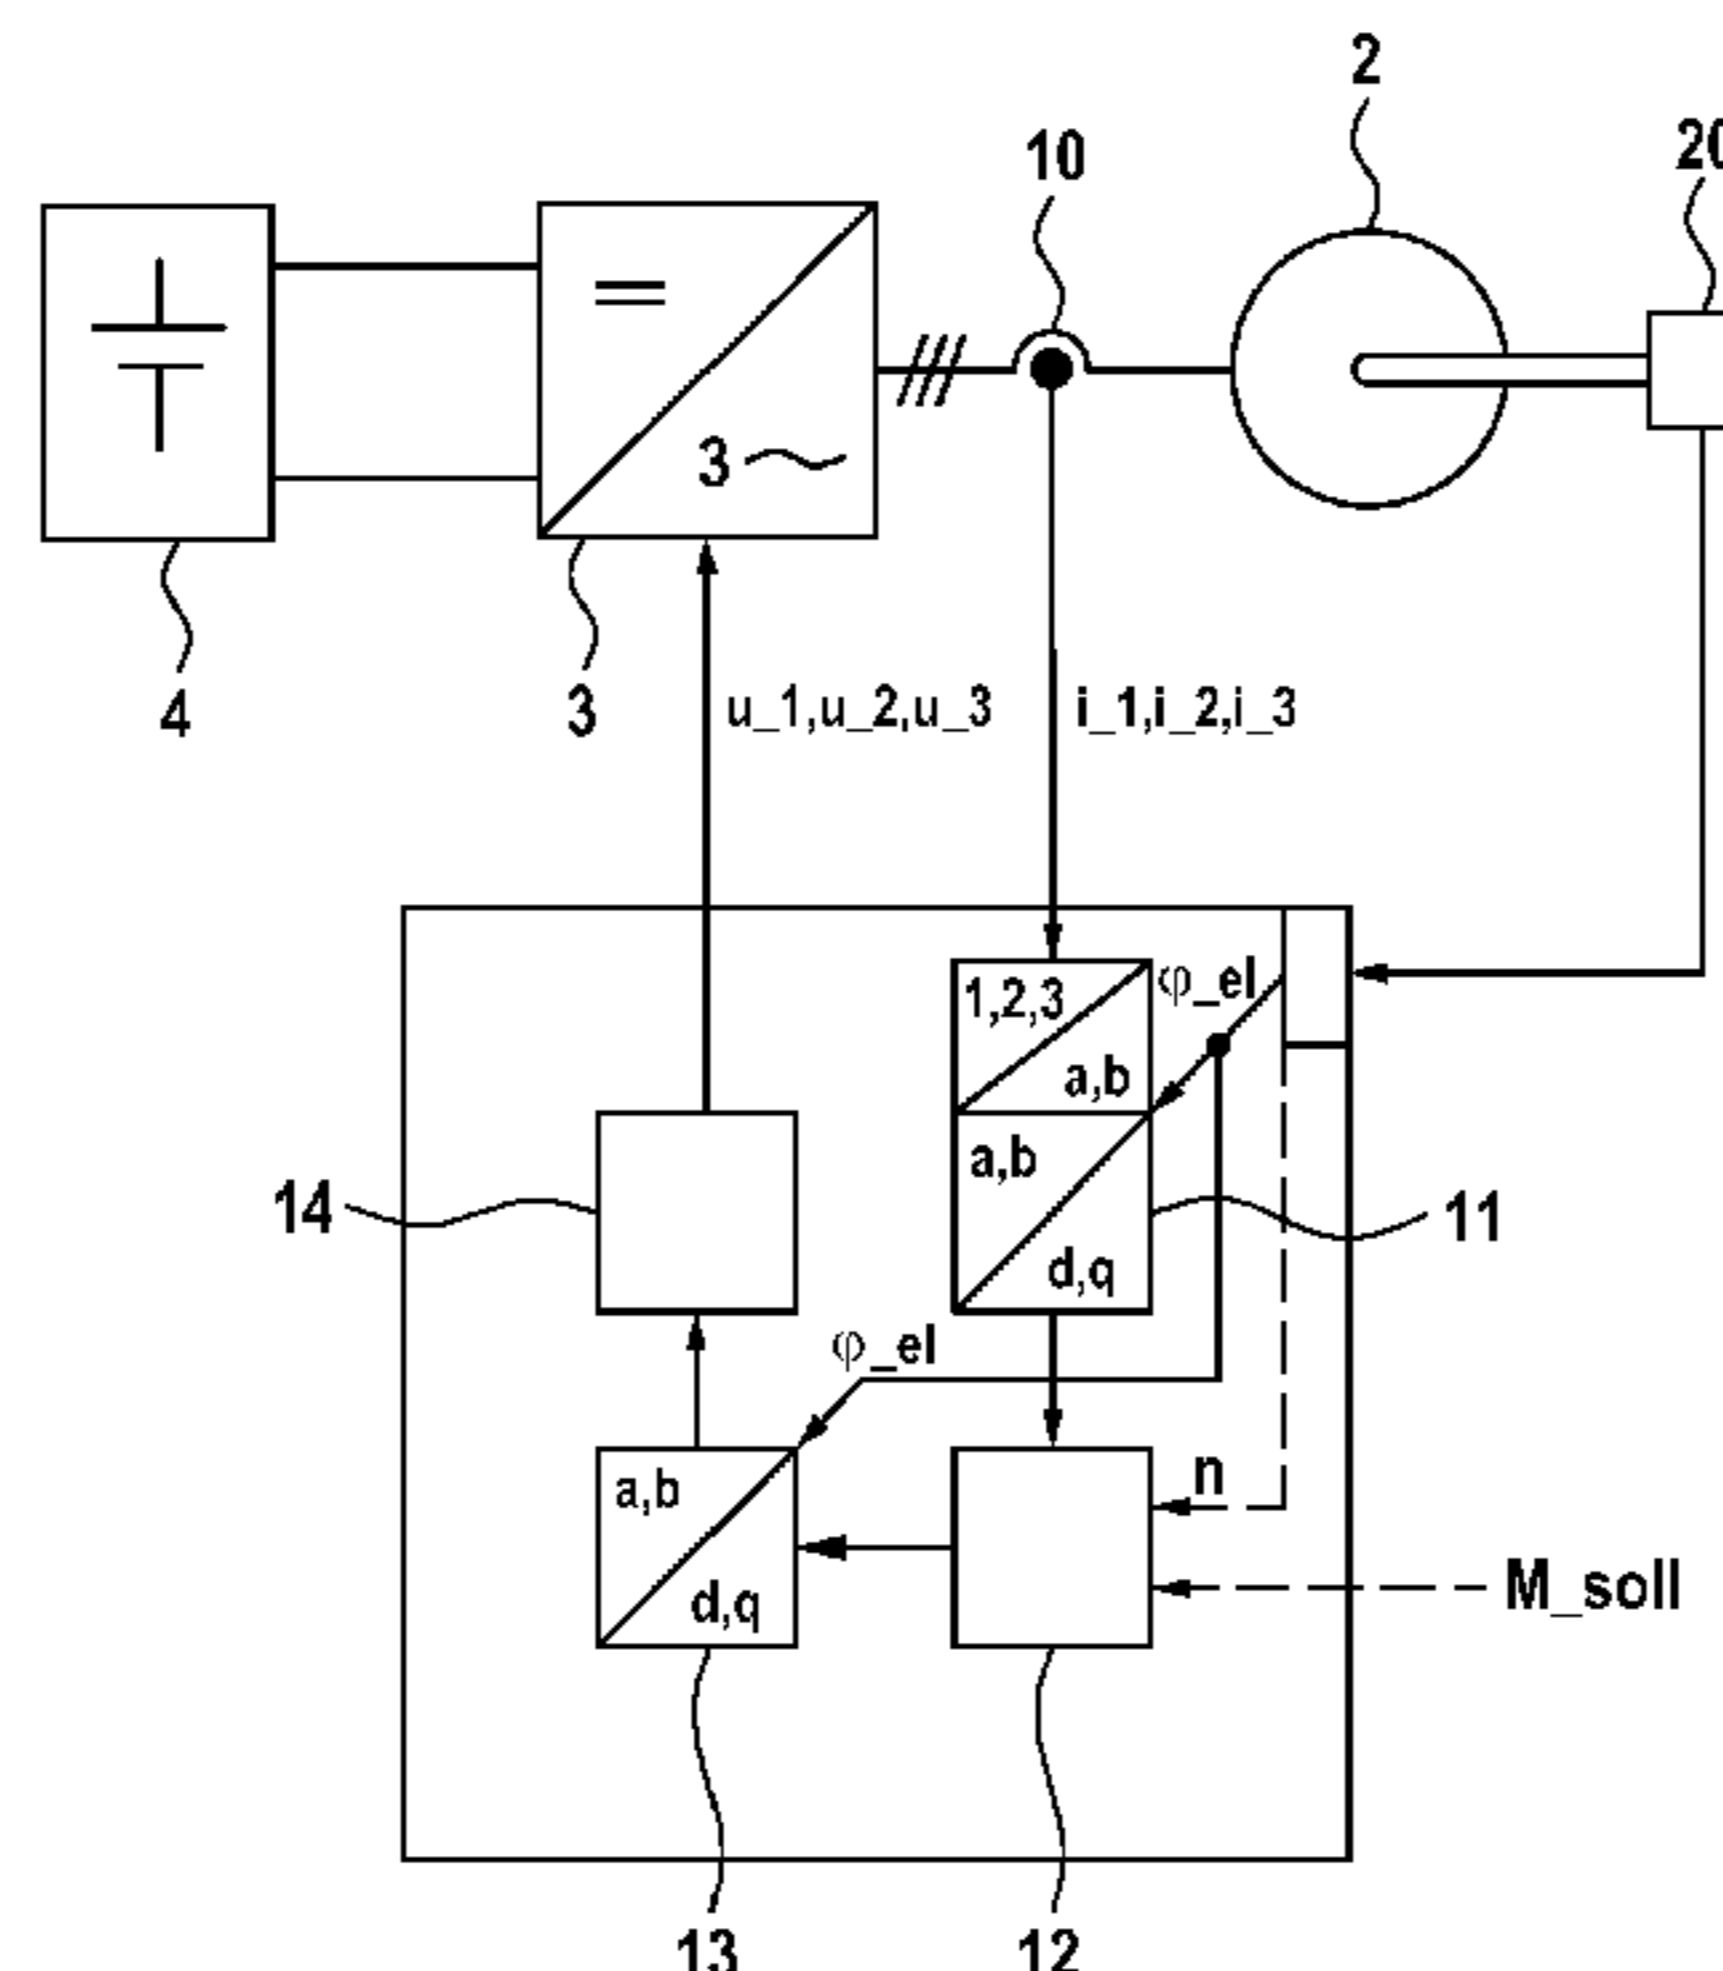 2
10
20
3
4
3
u_1,u_2,u_3
i_1,i_2,i_3
1,2,3
φ_el
a,b
a,b
14
11
d,q
φ_el
n
a,b
M_soll
d,q
13
12